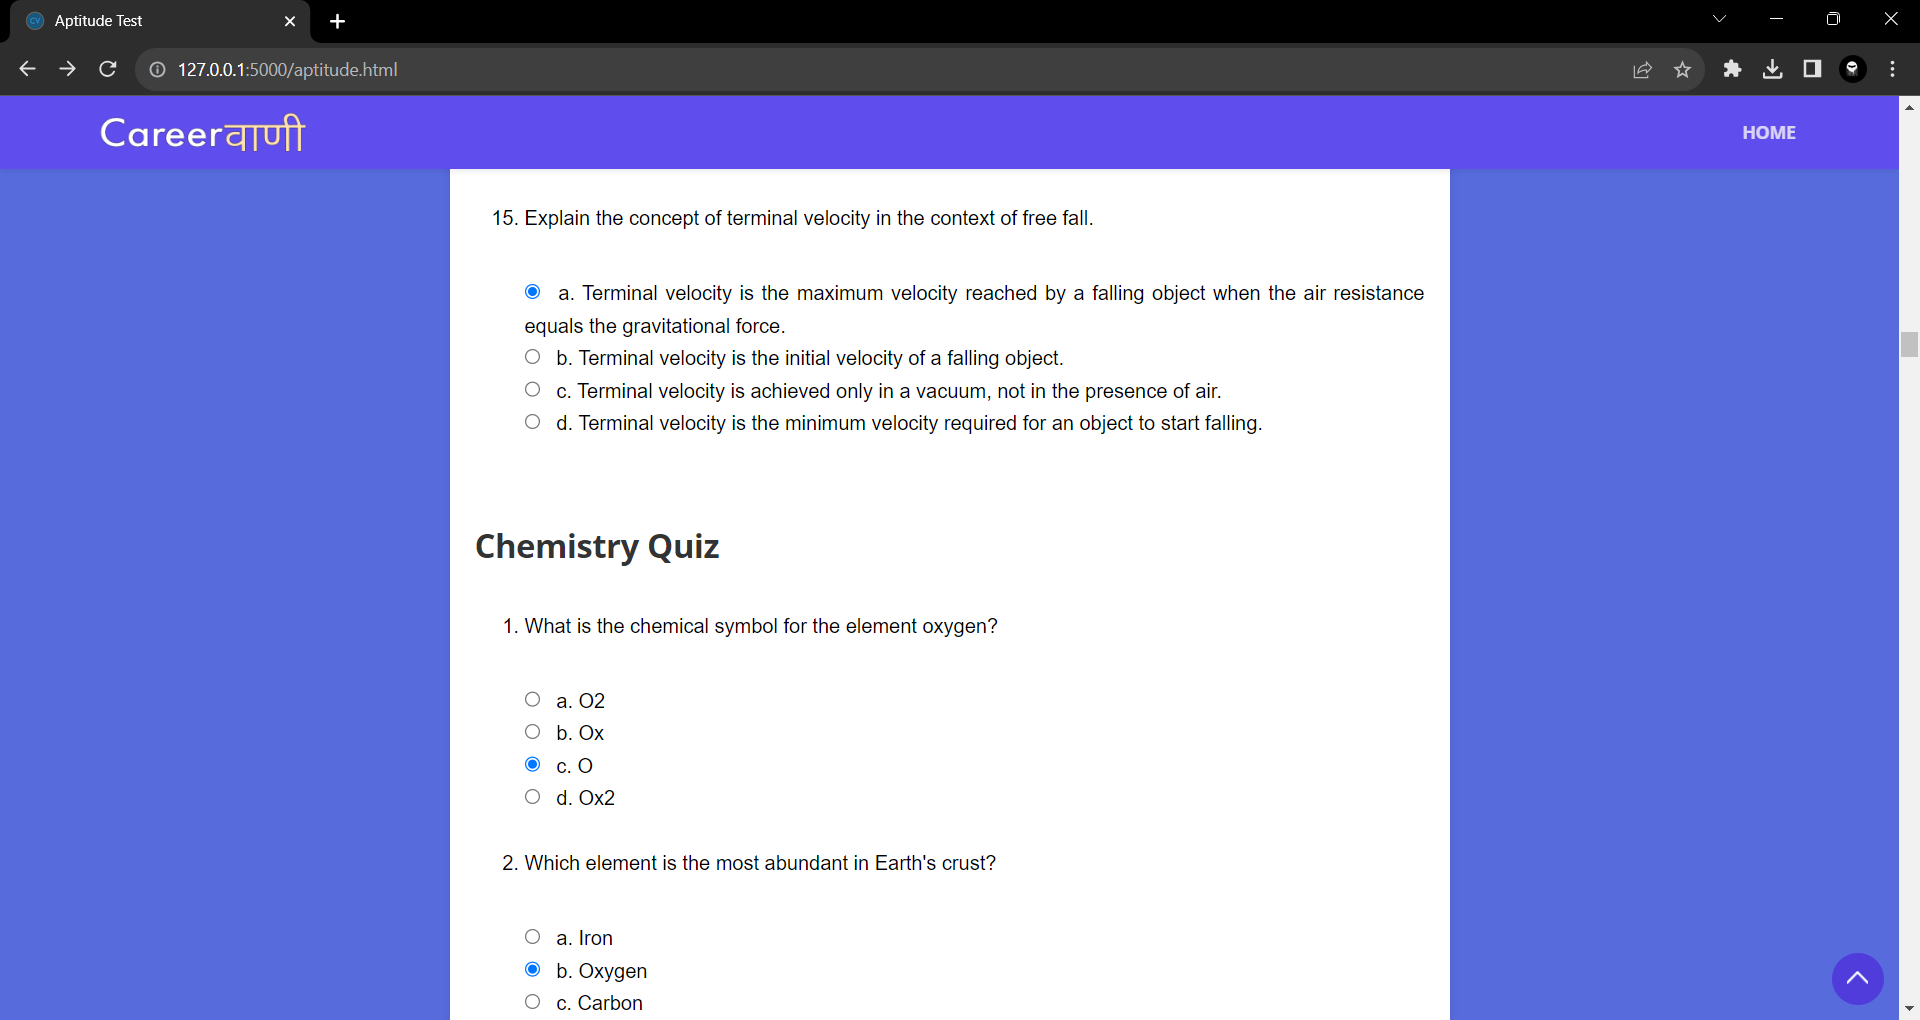 Aptitude Test
127.0.0.1:5000/aptitude.html
Careerवाणी
HOME
15. Explain the concept of terminal velocity in the context of free fall.
a. Terminal velocity is the maximum velocity reached by a falling object when the air resistance
equals the gravitational force.
b. Terminal velocity is the initial velocity of a falling object.
c. Terminal velocity is achieved only in a vacuum, not in the presence of air.
d. Terminal velocity is the minimum velocity required for an object to start falling.
Chemistry Quiz
1. What is the chemical symbol for the element oxygen?
a. O2
b. Ox
c. O
d. Ox2
2. Which element is the most abundant in Earth's crust?
a. Iron
b. Oxygen
c. Carbon